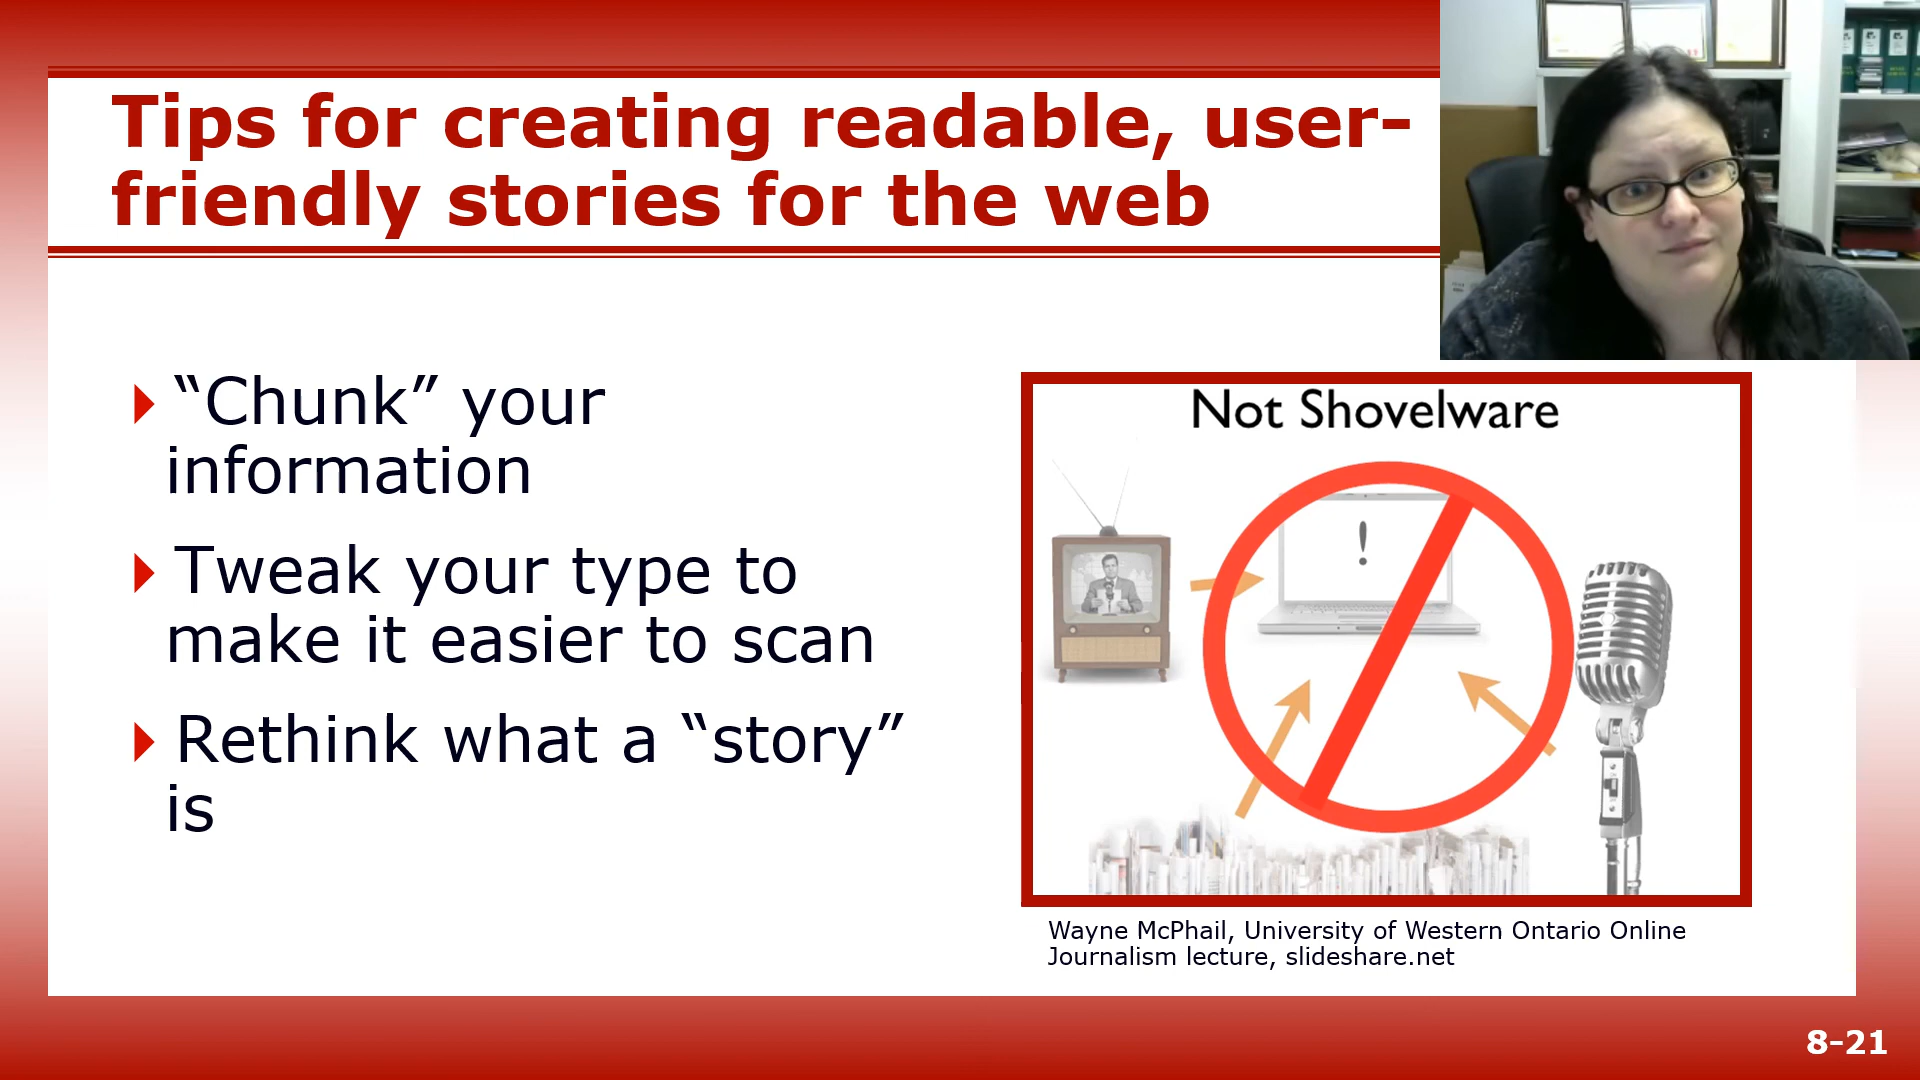 Tips for creating readable, user-
friendly stories for the web
“Chunk” your
information
Tweak your type to
make it easier to scan
Rethink what a “story”
is
Not Shovelware
!
Wayne McPhail, University of Western Ontario Online
Journalism lecture, slideshare.net
8-21